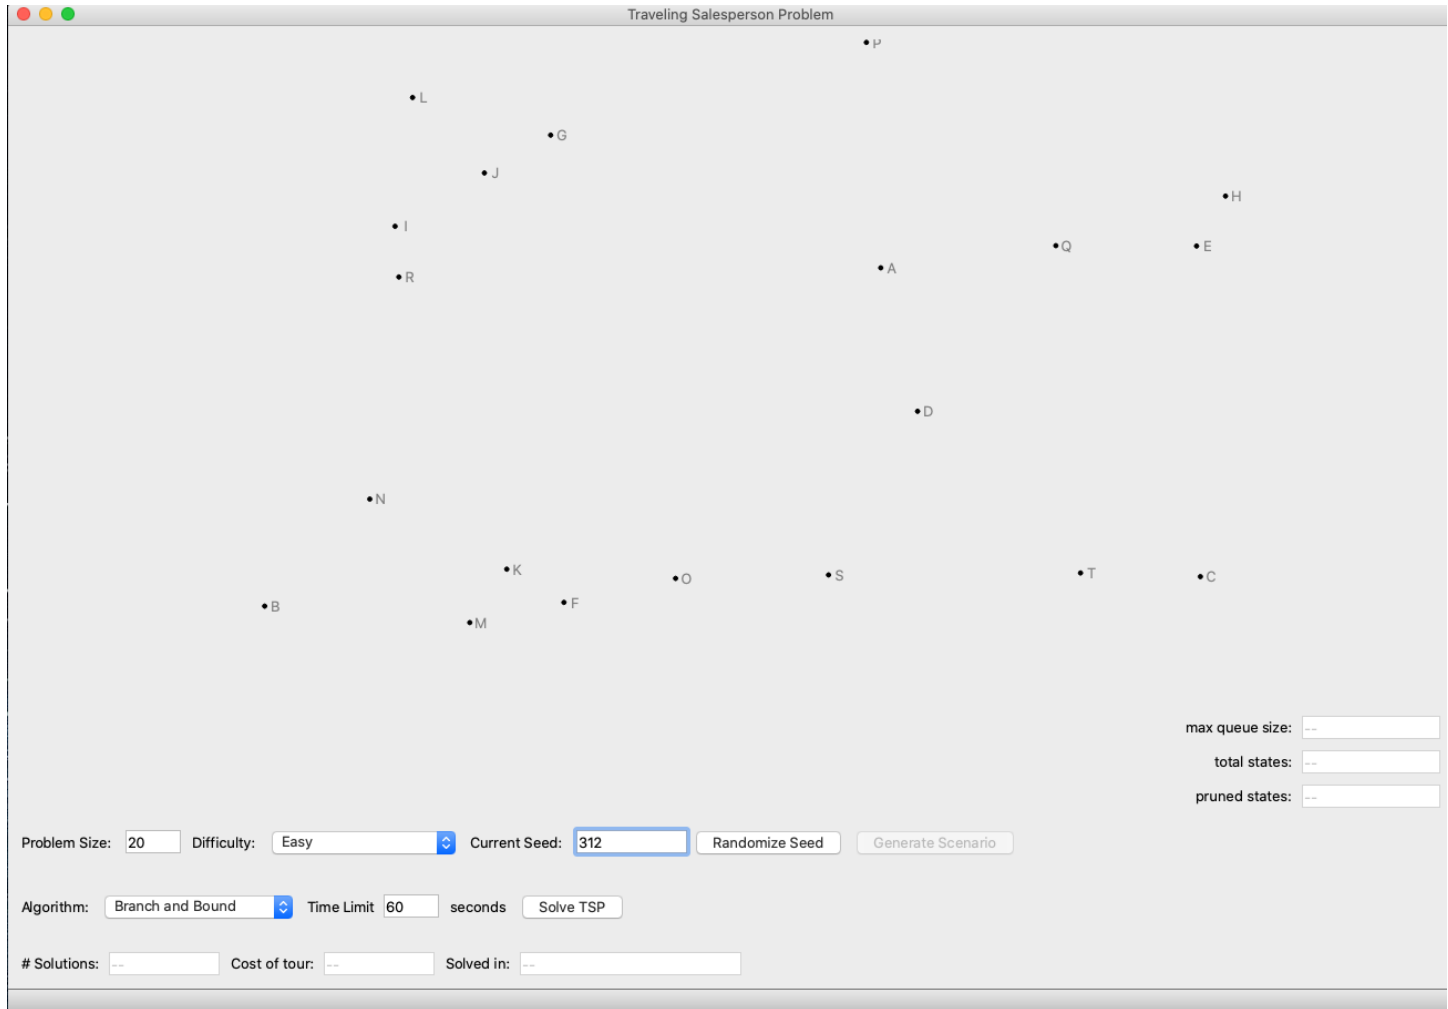 Traveling Salesperson Problem
P
L
G
J
H
I
Q
E
A
R
D
N
K
O
S
T
C
B
F
M
max queue size: --
total states: --
pruned states: --
Problem Size: 20 Difficulty: Easy Current Seed: 312 Randomize Seed Generate Scenario
Algorithm: Branch and Bound Time Limit 60 seconds Solve TSP
# Solutions: -- Cost of tour: -- Solved in: --